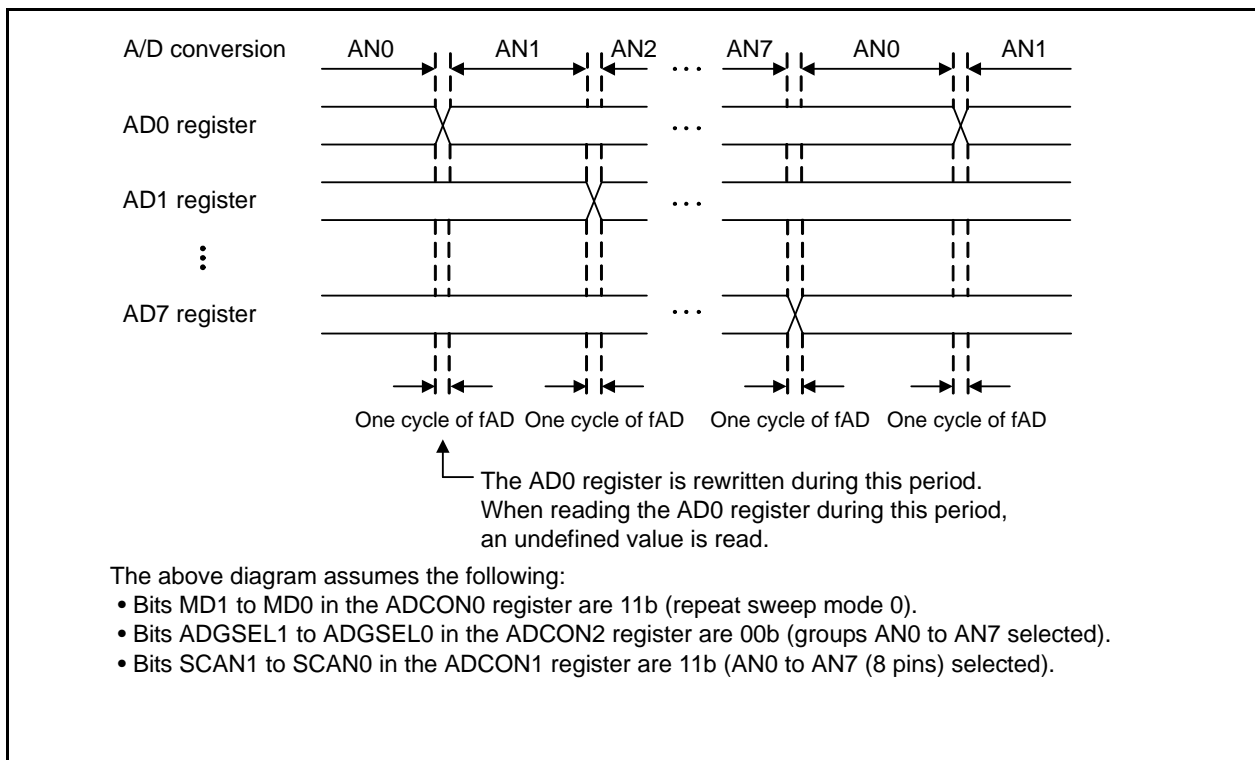 A/D conversion AN0 AN1 AN2 ... AN7 AN0 AN1
AD0 register ...
AD1 register ...
AD7 register ...
One cycle of fAD One cycle of fAD One cycle of fAD One cycle of fAD
The AD0 register is rewritten during this period.
When reading the AD0 register during this period,
an undefined value is read.
The above diagram assumes the following:
• Bits MD1 to MD0 in the ADCON0 register are 11b (repeat sweep mode 0).
• Bits ADGSEL1 to ADGSEL0 in the ADCON2 register are 00b (groups AN0 to AN7 selected).
• Bits SCAN1 to SCAN0 in the ADCON1 register are 11b (AN0 to AN7 (8 pins) selected).